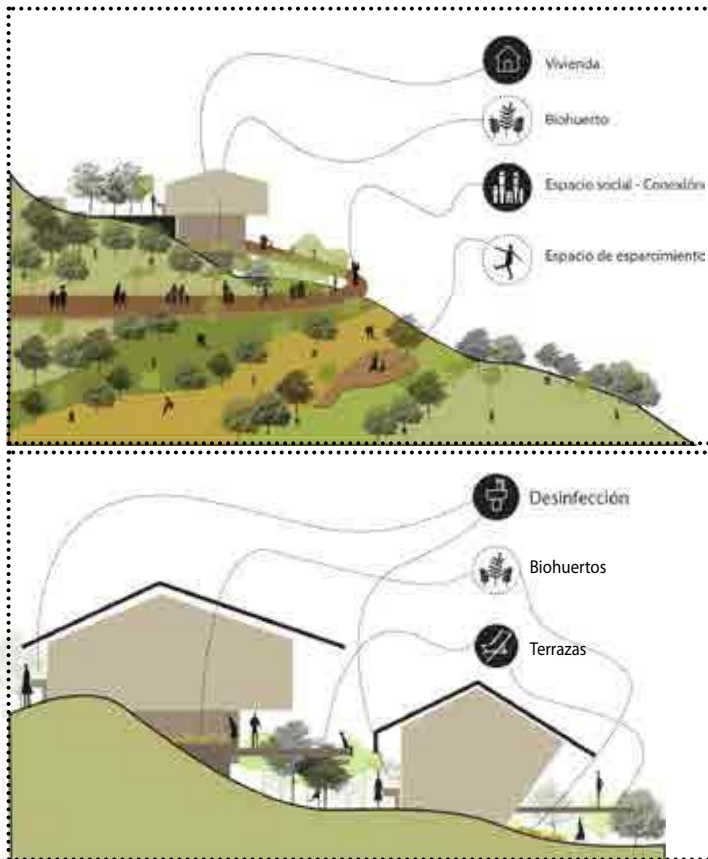 Vivienda
Biohuerto
Espacio social - Conexión
Espacio de esparcimiento
Desinfección
Biohuertos
Terrazas